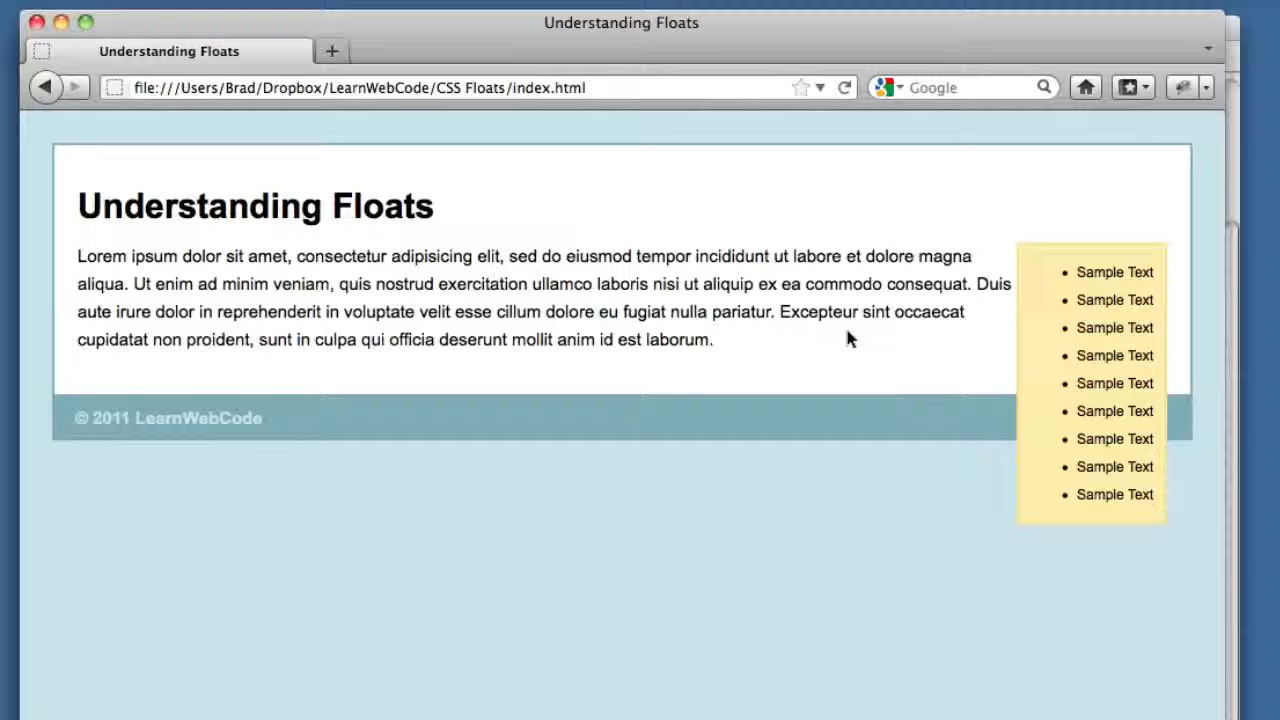 Understanding Floats
Understanding Floats
file:///Users/Brad/Dropbox/LearnWebCode/CSS Floats/index.html
Google
Understanding Floats
Lorem ipsum dolor sit amet, consectetur adipisicing elit, sed do eiusmod tempor incididunt ut labore et dolore magna
aliqua. Ut enim ad minim veniam, quis nostrud exercitation ullamco laboris nisi ut aliquip ex ea commodo consequat. Duis
aute irure dolor in reprehenderit in voluptate velit esse cillum dolore eu fugiat nulla pariatur. Excepteur sint occaecat
cupidatat non proident, sunt in culpa qui officia deserunt mollit anim id est laborum.
• Sample Text
• Sample Text
• Sample Text
• Sample Text
• Sample Text
• Sample Text
• Sample Text
• Sample Text
• Sample Text
© 2011 LearnWebCode